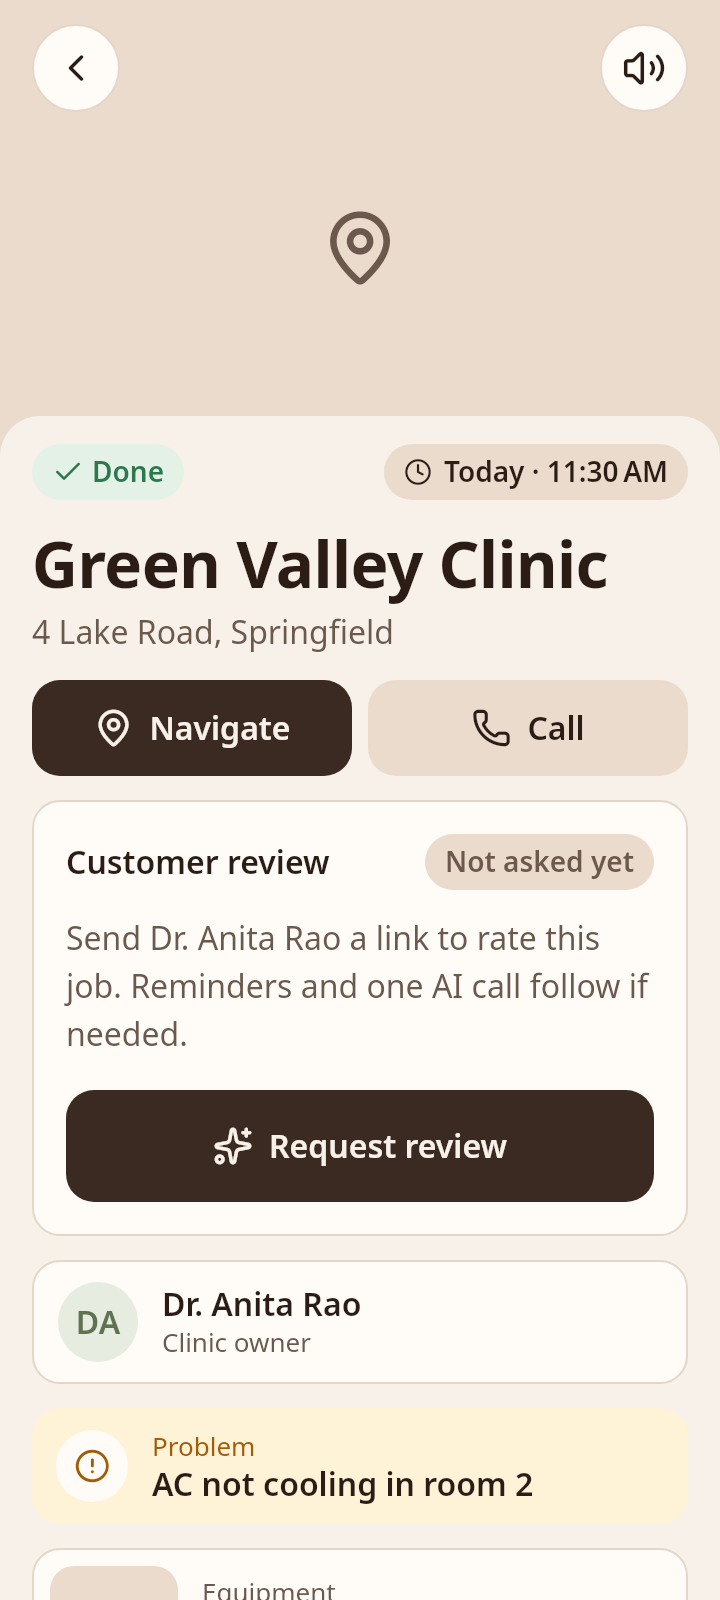 Done
Today · 11:30 AM
Green Valley Clinic
4 Lake Road, Springfield
Navigate
Call
Customer review
Not asked yet
Send Dr. Anita Rao a link to rate this
job. Reminders and one AI call follow if
needed.
Request review
DA
Dr. Anita Rao
Clinic owner
Problem
AC not cooling in room 2
Equipment